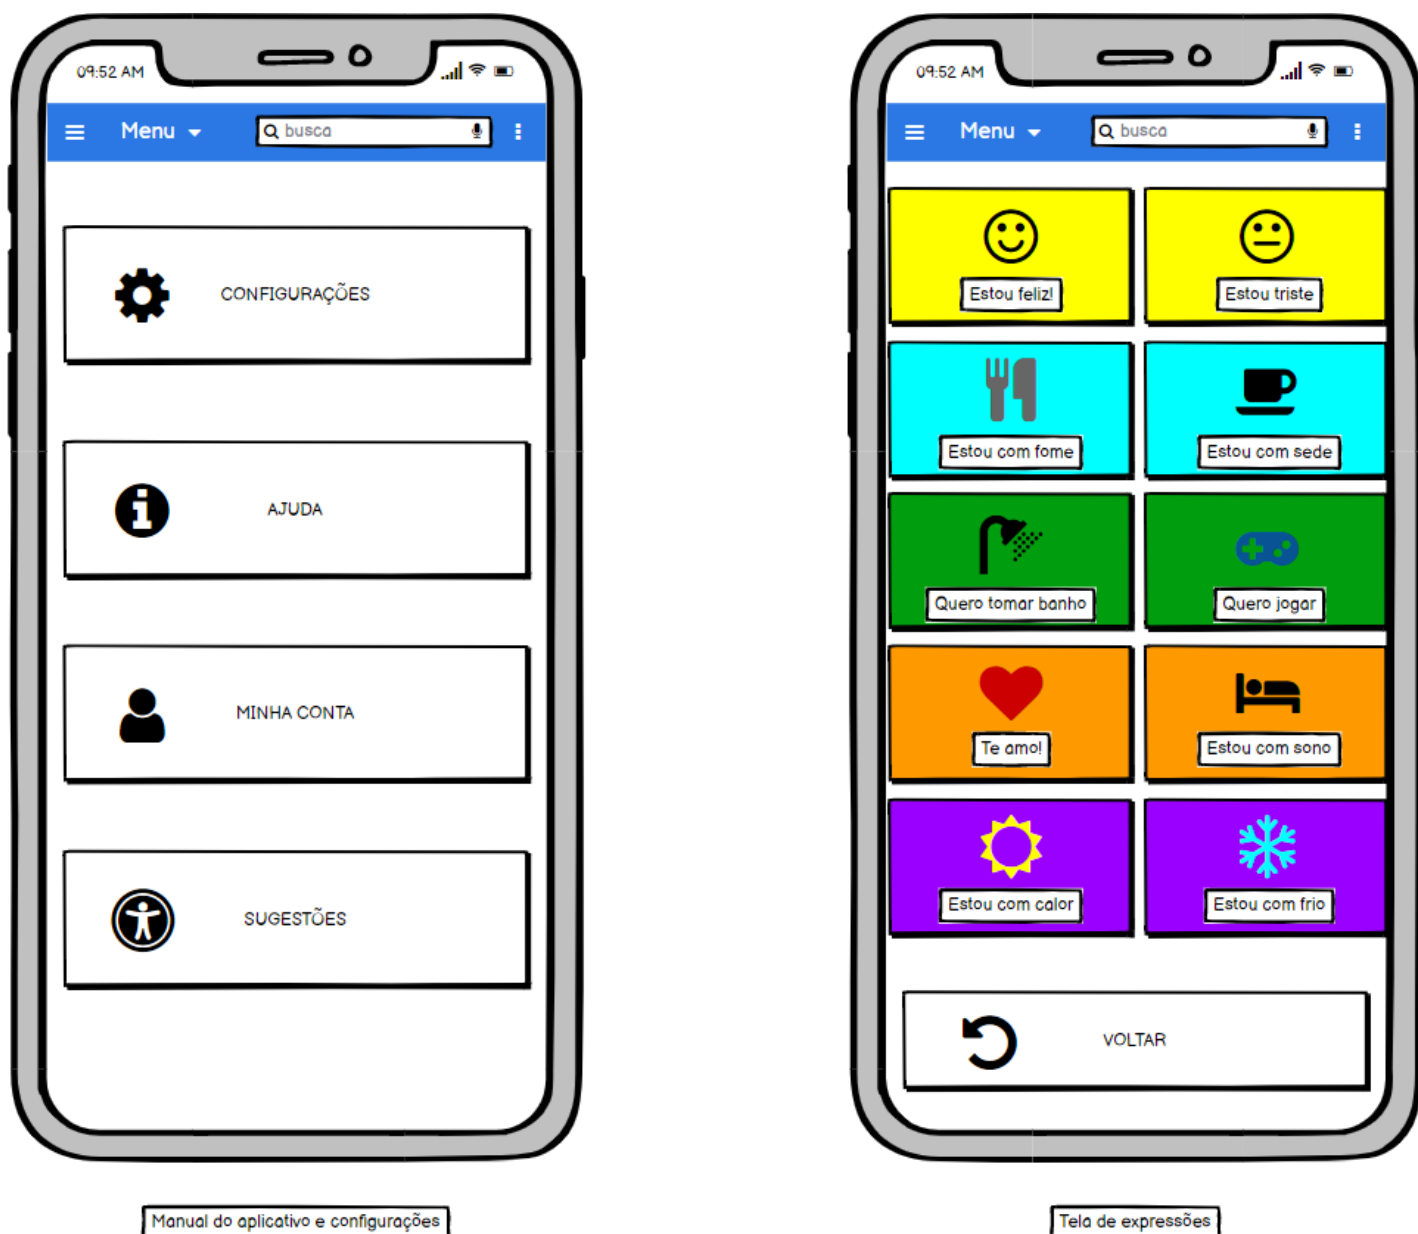 09:52 AM
Menu
busca
CONFIGURAÇÕES
AJUDA
MINHA CONTA
SUGESTÕES
Manual do aplicativo e configurações
09:52 AM
Menu
busca
Estou feliz!
Estou triste
Estou com fome
Estou com sede
Quero tomar banho
Quero jogar
Te amo!
Estou com sono
Estou com calor
Estou com frio
VOLTAR
Tela de expressões